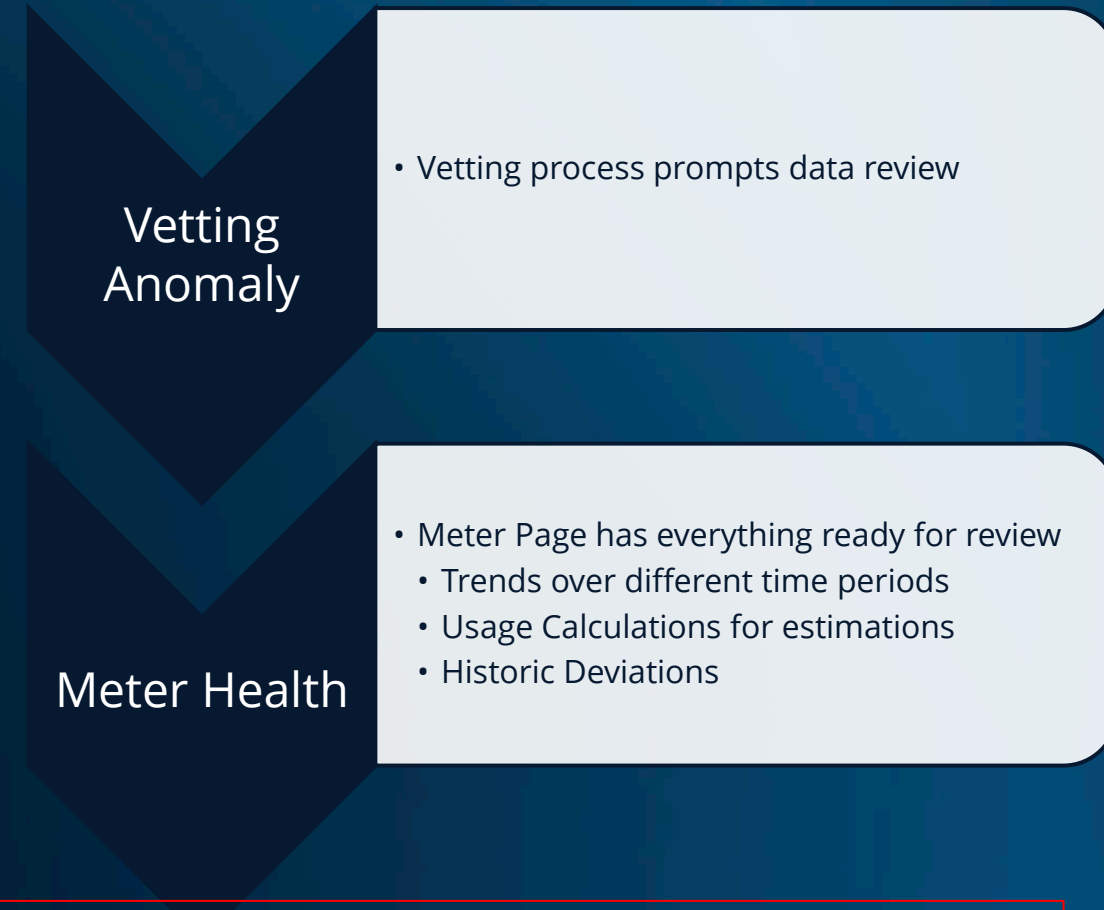 Vetting
Anomaly
• Vetting process prompts data review
Meter Health
• Meter Page has everything ready for review
• Trends over different time periods
• Usage Calculations for estimations
• Historic Deviations